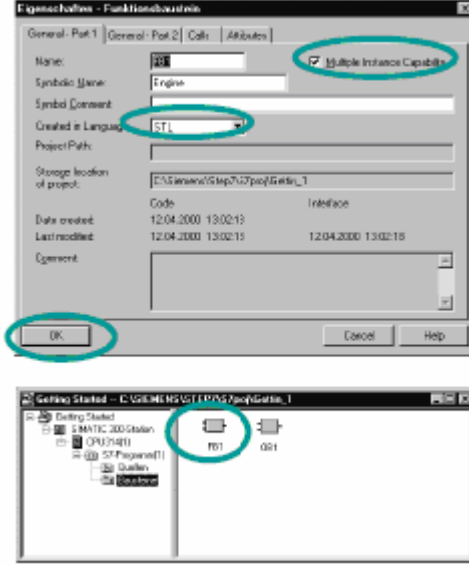 Eigenschaften - Funktionsbaustein
General - Part 1 General - Part 2 Calls Attributes
Name: FB1 Multiple Instance Capability
Symbolic Name: Engine
Symbol Comment:
Created in Language STL
Project Path:
Storage location
of project: C:\Siemens\Step7\S7proj\Gettin_1
Code Interface
Date created: 12.04.2000 13:02:18
Last modified: 12.04.2000 13:02:18 12.04.2000 13:02:18
Comment:
OK Cancel Help
Getting Started -- C:\SIEMENS\STEP7\S7proj\Gettin_1
Getting Started
SIMATIC 300-Station
CPU314(1)
S7-Programm(1)
Quellen
Bausteine
FB1 OB1